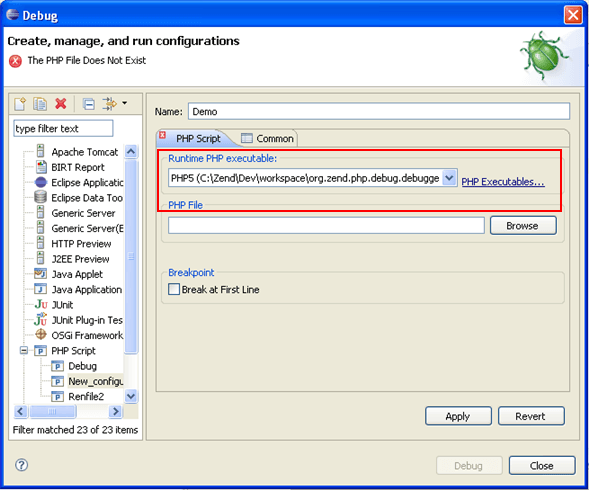 Debug
Create, manage, and run configurations
The PHP File Does Not Exist
type filter text
Apache Tomcat
BIRT Report
Eclipse Applicatic
Eclipse Data Tool
Generic Server
Generic Server(E
HTTP Preview
J2EE Preview
Java Applet
Java Application
JUnit
JUnit Plug-in Tes
OSGi Framework
PHP Script
Debug
New_configu
Renfile2
Filter matched 23 of 23 items
Name: Demo
PHP Script Common
Runtime PHP executable:
PHP5 (C:\Zend\Dev\workspace\org.zend.php.debug.debugge PHP Executables...
PHP File
Browse
Breakpoint
Break at First Line
Apply Revert
Debug Close